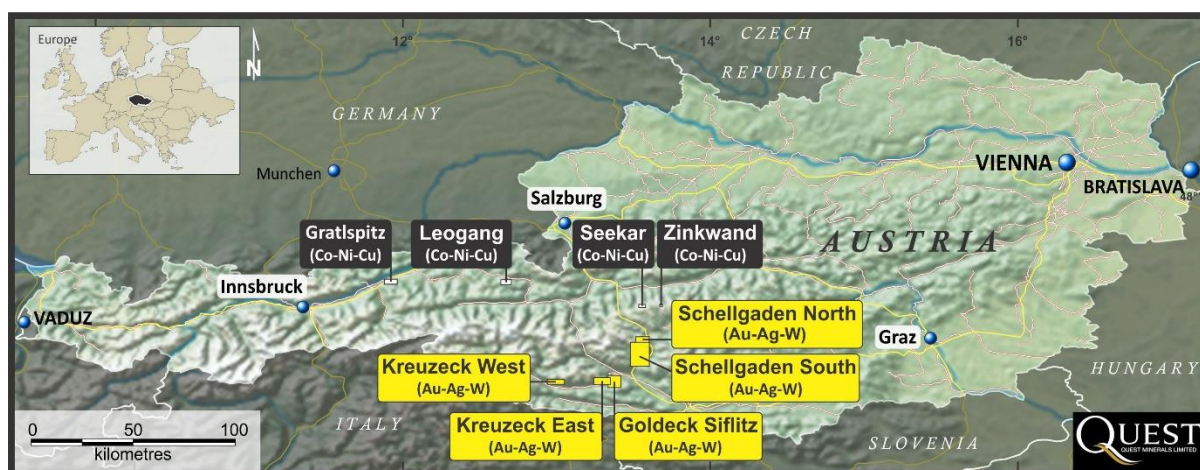 Europe
N
12°
14°
16°
48°
CZECH
REPUBLIC
GERMANY
Munchen
VIENNA
BRATISLAVA
Salzburg
Gratlspitz
(Co-Ni-Cu)
Leogang
(Co-Ni-Cu)
Seekar
(Co-Ni-Cu)
Zinkwand
(Co-Ni-Cu)
AUSTRIA
Innsbruck
VADUZ
Schellgaden North
(Au-Ag-W)
Graz
Kreuzeck West
(Au-Ag-W)
Schellgaden South
(Au-Ag-W)
HUNGARY
Kreuzeck East
(Au-Ag-W)
Goldeck Siflitz
(Au-Ag-W)
ITALY
SLOVENIA
0 50 100
kilometres
QUEST
QUEST MINERALS LIMITED